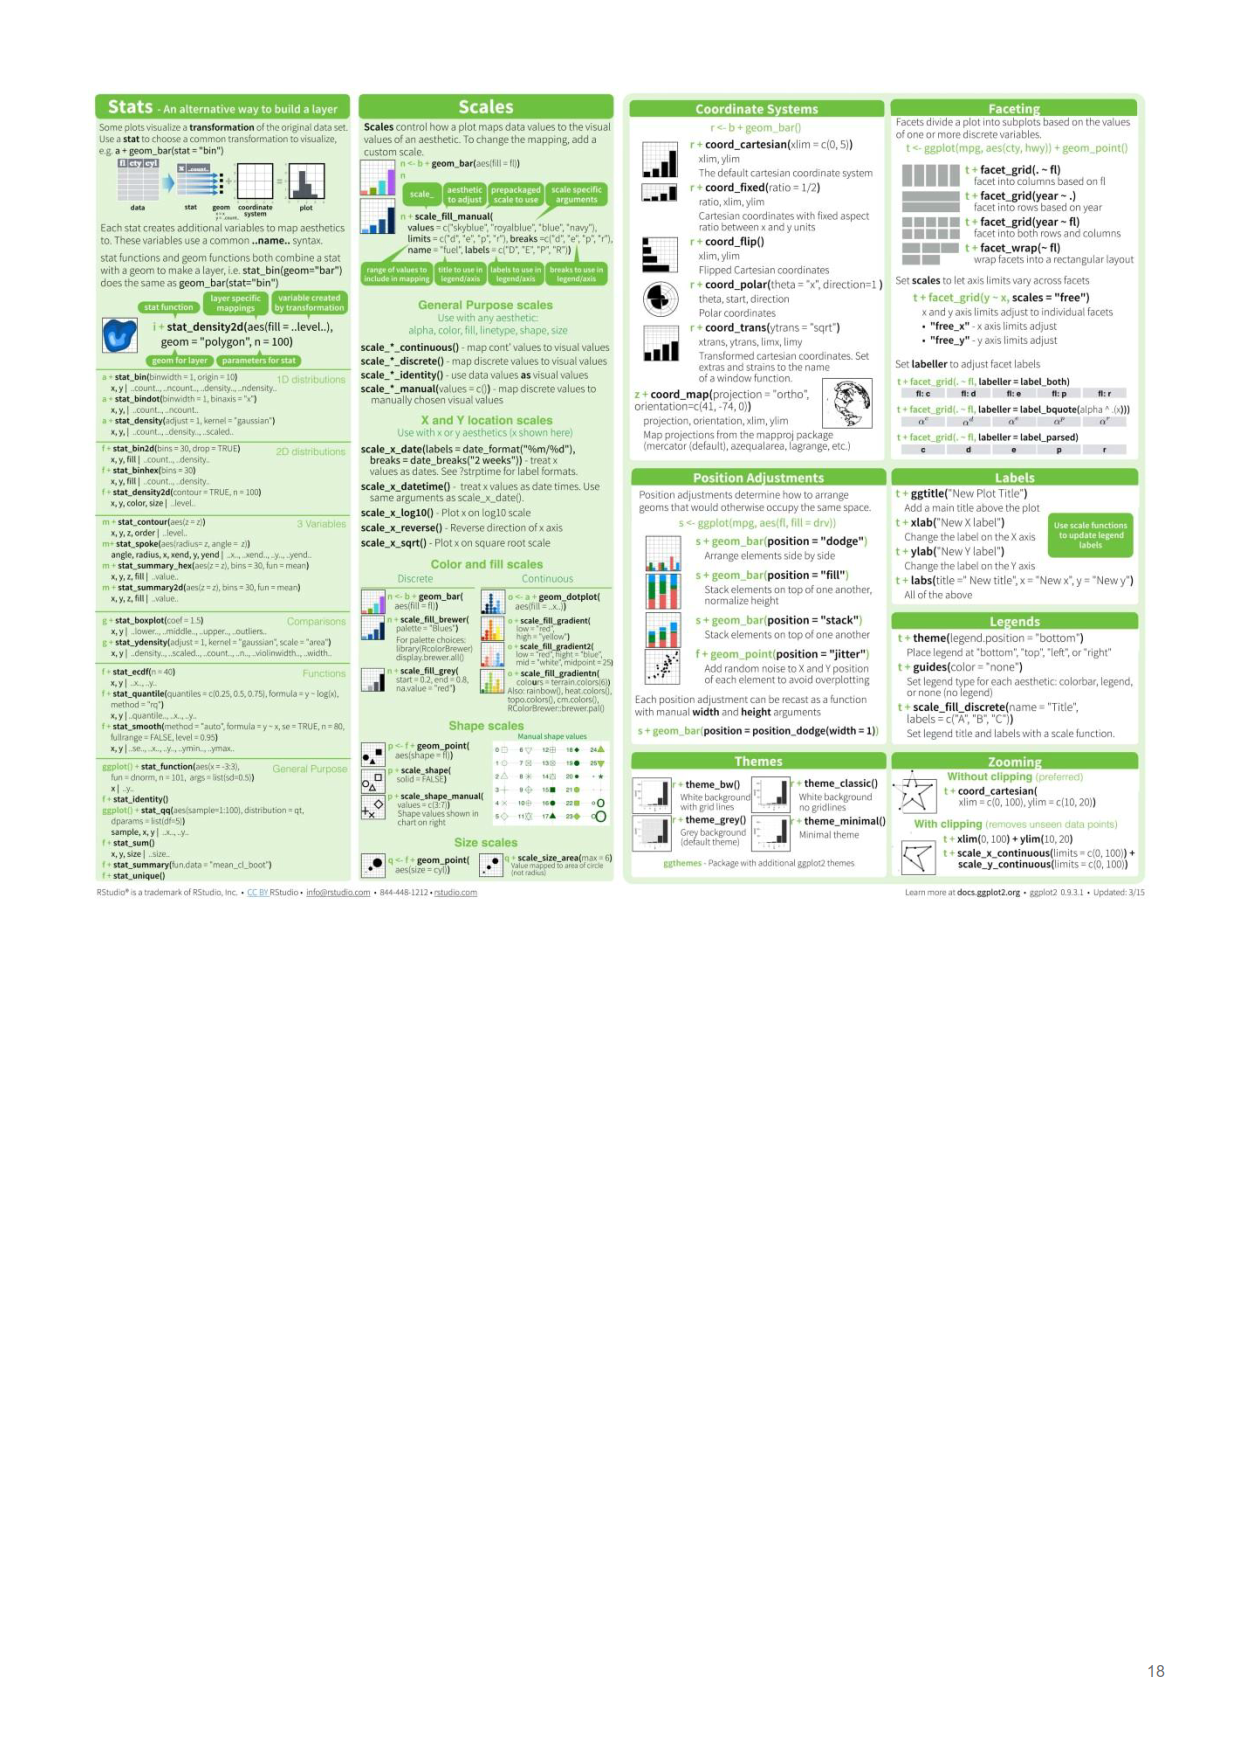 Stats - An alternative way to build a layer
Some plots visualize a transformation of the original data set.
Use a stat to choose a common transformation to visualize,
e.g. a + geom_bar(stat = "bin")
fl cty cyl
x ..count..
data stat geom coordinate system plot
Each stat creates additional variables to map aesthetics
to. These variables use a common ..name.. syntax.
stat functions and geom functions both combine a stat
with a geom to make a layer, i.e. stat_bin(geom="bar")
does the same as geom_bar(stat="bin")
stat function
layer specific mappings
variable created by transformation
i + stat_density2d(aes(fill = ..level..),
geom = "polygon", n = 100)
geom for layer parameters for stat
a + stat_bin(binwidth = 1, origin = 10) 1D distributions
x, y | ..count.., ..ncount.., ..density.., ..ndensity..
a + stat_bindot(binwidth = 1, binaxis = "x")
x, y, | ..count.., ..ncount..
a + stat_density(adjust = 1, kernel = "gaussian")
x, y, | ..count.., ..density.., ..scaled..
f + stat_bin2d(bins = 30, drop = TRUE) 2D distributions
x, y, fill | ..count.., ..density..
f + stat_binhex(bins = 30)
x, y, fill | ..count.., ..density..
f + stat_density2d(contour = TRUE, n = 100)
x, y, color, size | ..level..
m + stat_contour(aes(z = z)) 3 Variables
x, y, z, order | ..level..
m+ stat_spoke(aes(radius= z, angle = z))
angle, radius, x, xend, y, yend | ..x.., ..xend.., ..y.., ..yend..
m + stat_summary_hex(aes(z = z), bins = 30, fun = mean)
x, y, z, fill | ..value..
m + stat_summary2d(aes(z = z), bins = 30, fun = mean)
x, y, z, fill | ..value..
g + stat_boxplot(coef = 1.5) Comparisons
x, y | ..lower.., ..middle.., ..upper.., ..outliers..
g + stat_ydensity(adjust = 1, kernel = "gaussian", scale = "area")
x, y | ..density.., ..scaled.., ..count.., ..n.., ..violinwidth.., ..width..
f + stat_ecdf(n = 40) Functions
x, y | ..x.., ..y..
f + stat_quantile(quantiles = c(0.25, 0.5, 0.75), formula = y ~ log(x),
method = "rq")
x, y | ..quantile.., ..x.., ..y..
f + stat_smooth(method = "auto", formula = y ~ x, se = TRUE, n = 80,
fullrange = FALSE, level = 0.95)
x, y | ..se.., ..x.., ..y.., ..ymin.., ..ymax..
ggplot() + stat_function(aes(x = -3:3), General Purpose
fun = dnorm, n = 101, args = list(sd=0.5))
x | ..y..
f + stat_identity()
ggplot() + stat_qq(aes(sample=1:100), distribution = qt,
dparams = list(df=5))
sample, x, y | ..x.., ..y..
f + stat_sum()
x, y, size | ..size..
f + stat_summary(fun.data = "mean_cl_boot")
f + stat_unique()
Scales
Scales control how a plot maps data values to the visual
values of an aesthetic. To change the mapping, add a
custom scale.
n <- b + geom_bar(aes(fill = fl))
n
scale_
aesthetic to adjust
prepackaged scale to use
scale specific arguments
n + scale_fill_manual(
values = c("skyblue", "royalblue", "blue", "navy"),
limits = c("d", "e", "p", "r"), breaks =c("d", "e", "p", "r"),
name = "fuel", labels = c("D", "E", "P", "R"))
range of values to include in mapping
title to use in legend/axis
labels to use in legend/axis
breaks to use in legend/axis
General Purpose scales
Use with any aesthetic:
alpha, color, fill, linetype, shape, size
scale_*_continuous() - map cont' values to visual values
scale_*_discrete() - map discrete values to visual values
scale_*_identity() - use data values as visual values
scale_*_manual(values = c()) - map discrete values to
manually chosen visual values
X and Y location scales
Use with x or y aesthetics (x shown here)
scale_x_date(labels = date_format("%m/%d"),
breaks = date_breaks("2 weeks")) - treat x
values as dates. See ?strptime for label formats.
scale_x_datetime() - treat x values as date times. Use
same arguments as scale_x_date().
scale_x_log10() - Plot x on log10 scale
scale_x_reverse() - Reverse direction of x axis
scale_x_sqrt() - Plot x on square root scale
Color and fill scales
Discrete Continuous
n <- b + geom_bar(
aes(fill = fl))
n + scale_fill_brewer(
palette = "Blues")
For palette choices:
library(RcolorBrewer)
display.brewer.all()
n + scale_fill_grey(
start = 0.2, end = 0.8,
na.value = "red")
o <- a + geom_dotplot(
aes(fill = ..x..))
o + scale_fill_gradient(
low = "red",
high = "yellow")
o + scale_fill_gradient2(
low = "red", hight = "blue",
mid = "white", midpoint = 25)
o + scale_fill_gradientn(
colours = terrain.colors(6))
Also: rainbow(), heat.colors(),
topo.colors(), cm.colors(),
RColorBrewer::brewer.pal()
Shape scales
Manual shape values
p <- f + geom_point(
aes(shape = fl))
p + scale_shape(
solid = FALSE)
p + scale_shape_manual(
values = c(3:7))
Shape values shown in
chart on right
0 6 12 18 24
1 7 13 19 25
2 8 14 20
3 9 15 21
4 10 16 22
5 11 17 23
Size scales
q <- f + geom_point(
aes(size = cyl))
q + scale_size_area(max = 6)
Value mapped to area of circle
(not radius)
Coordinate Systems
r <- b + geom_bar()
r + coord_cartesian(xlim = c(0, 5))
xlim, ylim
The default cartesian coordinate system
r + coord_fixed(ratio = 1/2)
ratio, xlim, ylim
Cartesian coordinates with fixed aspect
ratio between x and y units
r + coord_flip()
xlim, ylim
Flipped Cartesian coordinates
r + coord_polar(theta = "x", direction=1 )
theta, start, direction
Polar coordinates
r + coord_trans(ytrans = "sqrt")
xtrans, ytrans, limx, limy
Transformed cartesian coordinates. Set
extras and strains to the name
of a window function.
z + coord_map(projection = "ortho",
orientation=c(41, -74, 0))
projection, orientation, xlim, ylim
Map projections from the mapproj package
(mercator (default), azequalarea, lagrange, etc.)
Position Adjustments
Position adjustments determine how to arrange
geoms that would otherwise occupy the same space.
s <- ggplot(mpg, aes(fl, fill = drv))
s + geom_bar(position = "dodge")
Arrange elements side by side
s + geom_bar(position = "fill")
Stack elements on top of one another,
normalize height
s + geom_bar(position = "stack")
Stack elements on top of one another
f + geom_point(position = "jitter")
Add random noise to X and Y position
of each element to avoid overplotting
Each position adjustment can be recast as a function
with manual width and height arguments
s + geom_bar(position = position_dodge(width = 1))
Themes
r + theme_bw()
White background
with grid lines
r + theme_grey()
Grey background
(default theme)
r + theme_classic()
White background
no gridlines
r + theme_minimal()
Minimal theme
ggthemes - Package with additional ggplot2 themes
Faceting
Facets divide a plot into subplots based on the values
of one or more discrete variables.
t <- ggplot(mpg, aes(cty, hwy)) + geom_point()
t + facet_grid(. ~ fl)
facet into columns based on fl
t + facet_grid(year ~ .)
facet into rows based on year
t + facet_grid(year ~ fl)
facet into both rows and columns
t + facet_wrap(~ fl)
wrap facets into a rectangular layout
Set scales to let axis limits vary across facets
t + facet_grid(y ~ x, scales = "free")
x and y axis limits adjust to individual facets
• "free_x" - x axis limits adjust
• "free_y" - y axis limits adjust
Set labeller to adjust facet labels
t + facet_grid(. ~ fl, labeller = label_both)
fl: c fl: d fl: e fl: p fl: r
t + facet_grid(. ~ fl, labeller = label_bquote(alpha ^ .(x)))
α^c α^d α^e α^p α^r
t + facet_grid(. ~ fl, labeller = label_parsed)
c d e p r
Labels
t + ggtitle("New Plot Title")
Add a main title above the plot
t + xlab("New X label")
Change the label on the X axis
t + ylab("New Y label")
Change the label on the Y axis
t + labs(title =" New title", x = "New x", y = "New y")
All of the above
Use scale functions
to update legend
labels
Legends
t + theme(legend.position = "bottom")
Place legend at "bottom", "top", "left", or "right"
t + guides(color = "none")
Set legend type for each aesthetic: colorbar, legend,
or none (no legend)
t + scale_fill_discrete(name = "Title",
labels = c("A", "B", "C"))
Set legend title and labels with a scale function.
Zooming
Without clipping (preferred)
t + coord_cartesian(
xlim = c(0, 100), ylim = c(10, 20))
With clipping (removes unseen data points)
t + xlim(0, 100) + ylim(10, 20)
t + scale_x_continuous(limits = c(0, 100)) +
scale_y_continuous(limits = c(0, 100))
RStudio® is a trademark of RStudio, Inc. • CC BY RStudio • info@rstudio.com • 844-448-1212 • rstudio.com
Learn more at docs.ggplot2.org • ggplot2 0.9.3.1 • Updated: 3/15
18